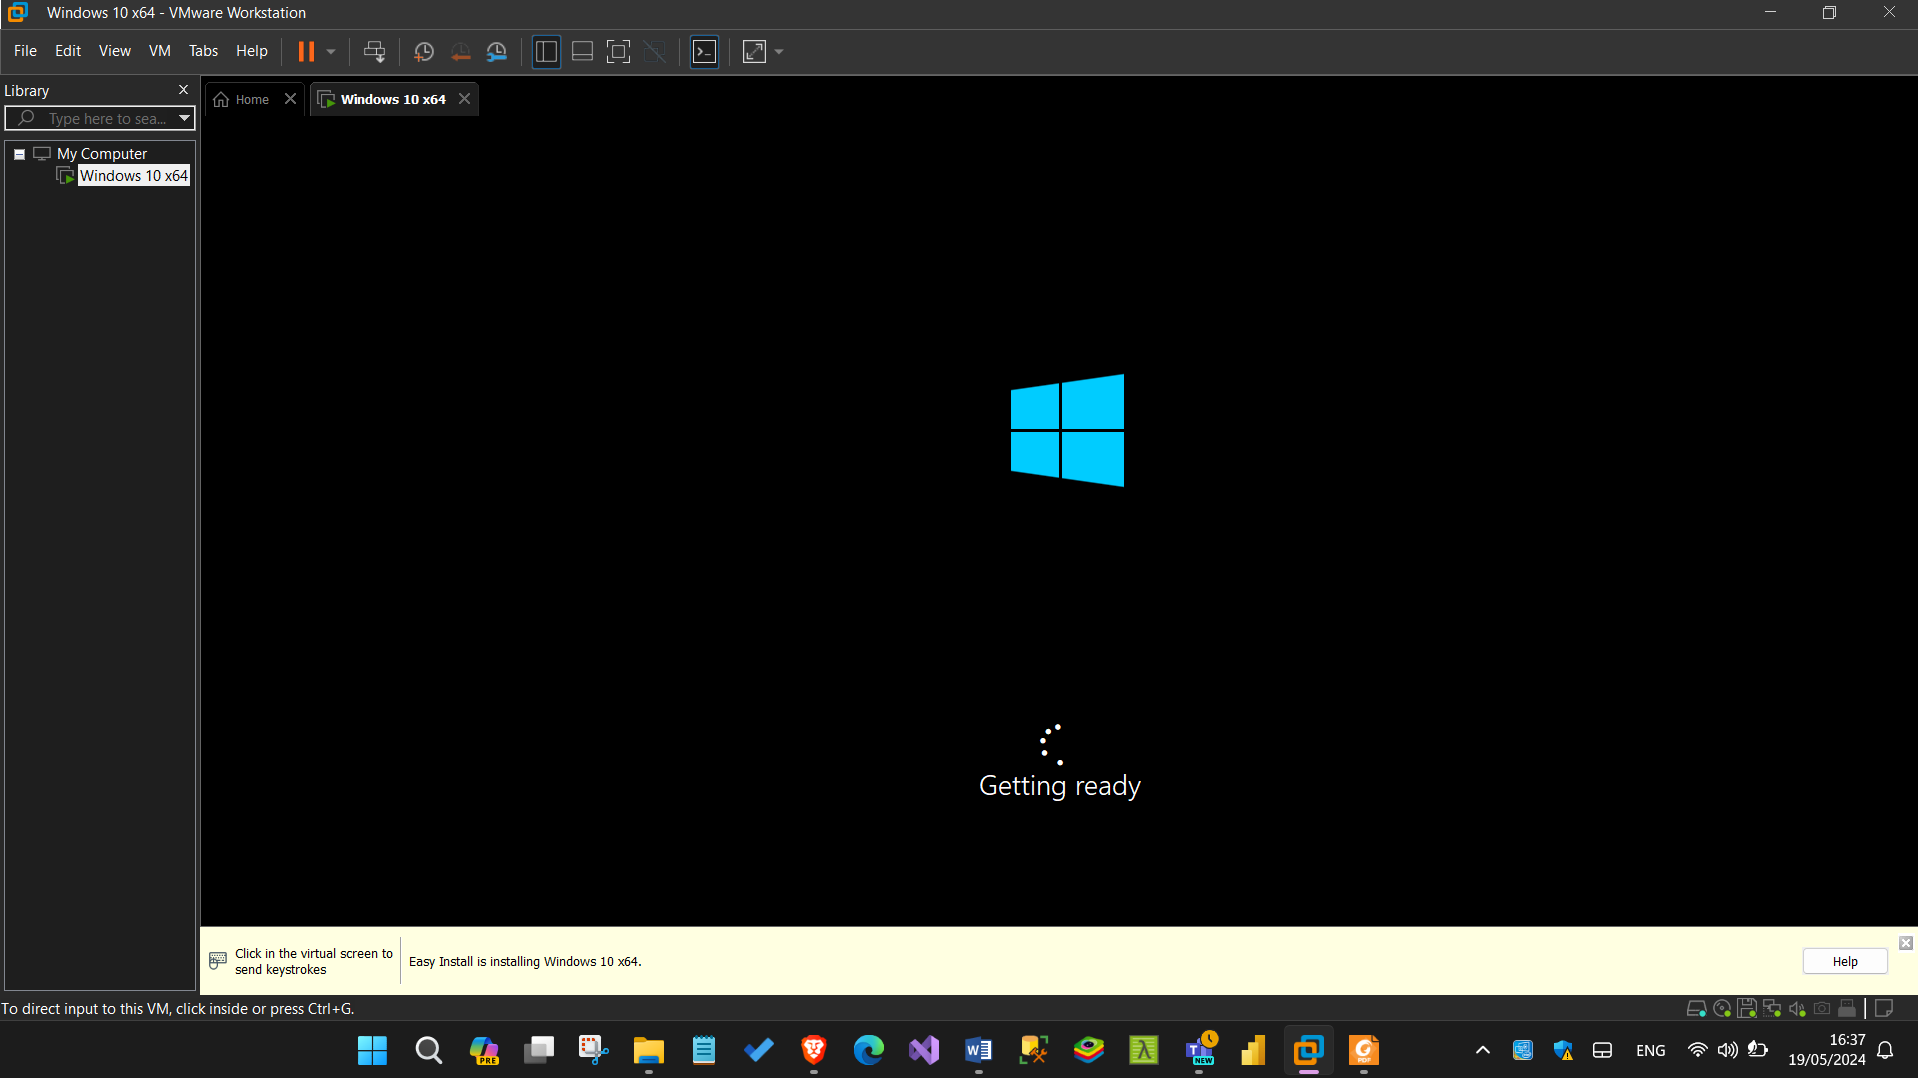 Windows 10 x64 - VMware Workstation
File Edit View VM Tabs Help
Library
Type here to sea...
My Computer
Windows 10 x64
Home
Windows 10 x64
Getting ready
Click in the virtual screen to
send keystrokes
Easy Install is installing Windows 10 x64.
Help
To direct input to this VM, click inside or press Ctrl+G.
PRE
NEW
PDF
ENG
16:37
19/05/2024